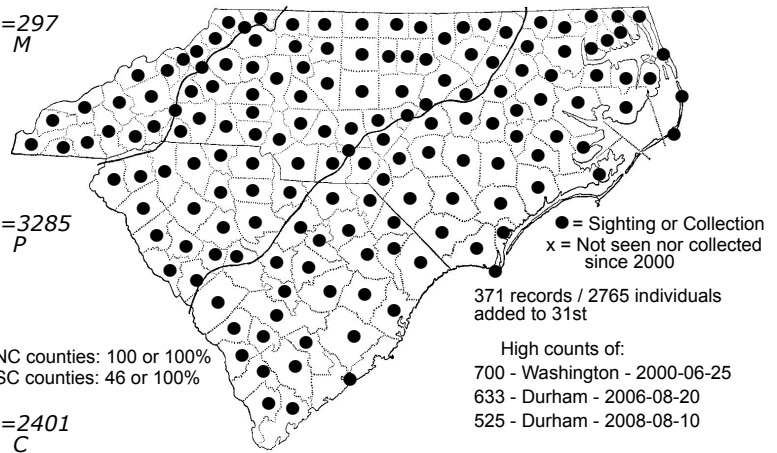 =297
M
=3285
P
● = Sighting or Collection
x = Not seen nor collected
since 2000
371 records / 2765 individuals
added to 31st
NC counties: 100 or 100%
SC counties: 46 or 100%
High counts of:
700 - Washington - 2000-06-25
633 - Durham - 2006-08-20
525 - Durham - 2008-08-10
=2401
C